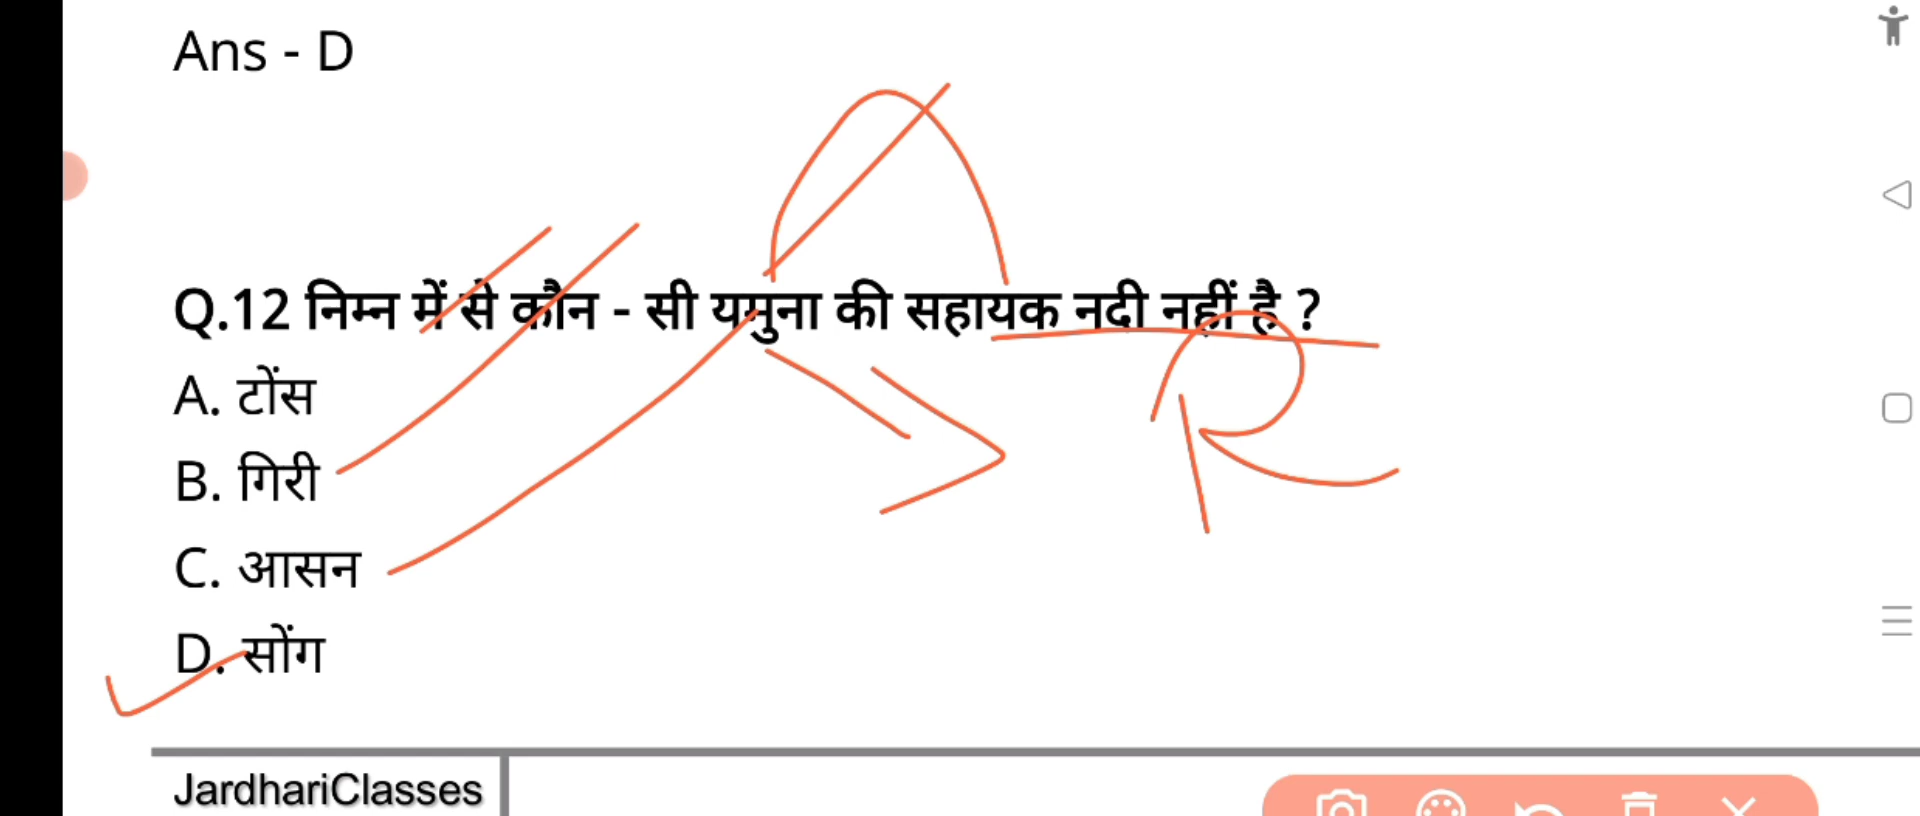 Ans - D
Q.12 निम्न में से कौन - सी यमुना की सहायक नदी नहीं है ?
A. टोंस
B. गिरी
C. आसन
D. सोंग
R
JardhariClasses